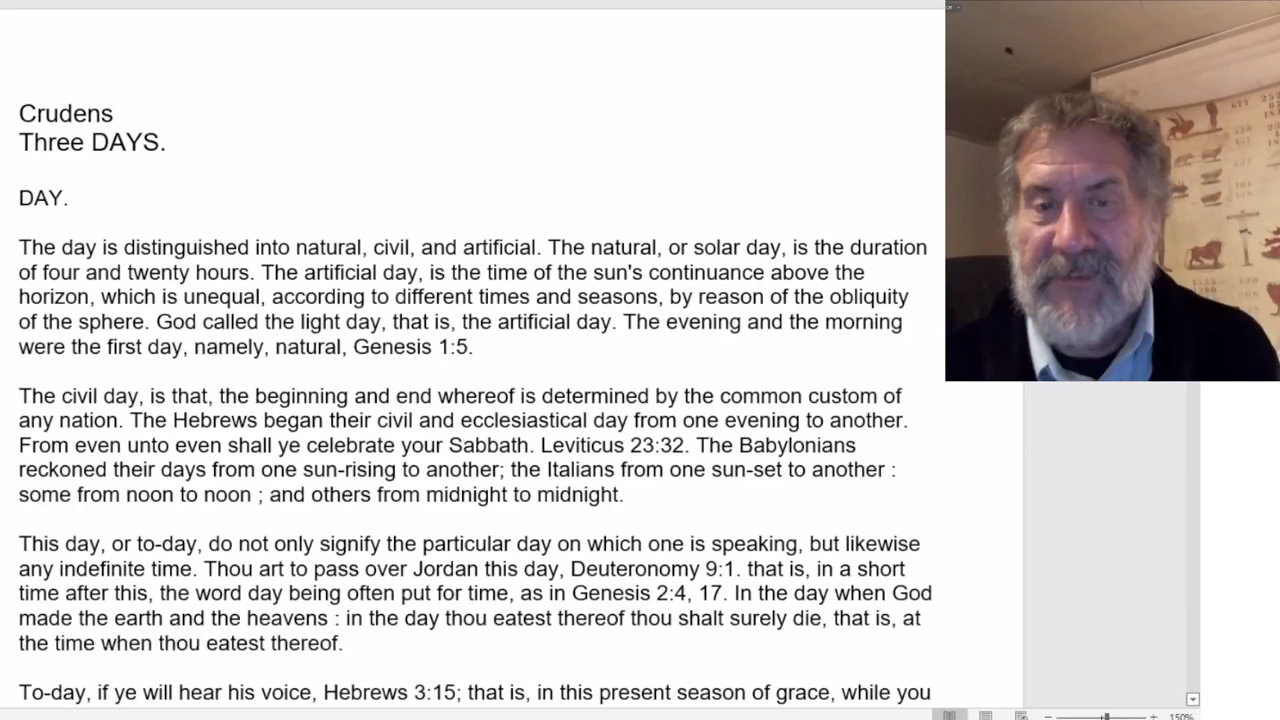 Crudens
Three DAYS.
DAY.
The day is distinguished into natural, civil, and artificial. The natural, or solar day, is the duration
of four and twenty hours. The artificial day, is the time of the sun's continuance above the
horizon, which is unequal, according to different times and seasons, by reason of the obliquity
of the sphere. God called the light day, that is, the artificial day. The evening and the morning
were the first day, namely, natural, Genesis 1:5.
The civil day, is that, the beginning and end whereof is determined by the common custom of
any nation. The Hebrews began their civil and ecclesiastical day from one evening to another.
From even unto even shall ye celebrate your Sabbath. Leviticus 23:32. The Babylonians
reckoned their days from one sun-rising to another; the Italians from one sun-set to another :
some from noon to noon ; and others from midnight to midnight.
This day, or to-day, do not only signify the particular day on which one is speaking, but likewise
any indefinite time. Thou art to pass over Jordan this day, Deuteronomy 9:1. that is, in a short
time after this, the word day being often put for time, as in Genesis 2:4, 17. In the day when God
made the earth and the heavens : in the day thou eatest thereof thou shalt surely die, that is, at
the time when thou eatest thereof.
To-day, if ye will hear his voice, Hebrews 3:15; that is, in this present season of grace, while you
150%
677